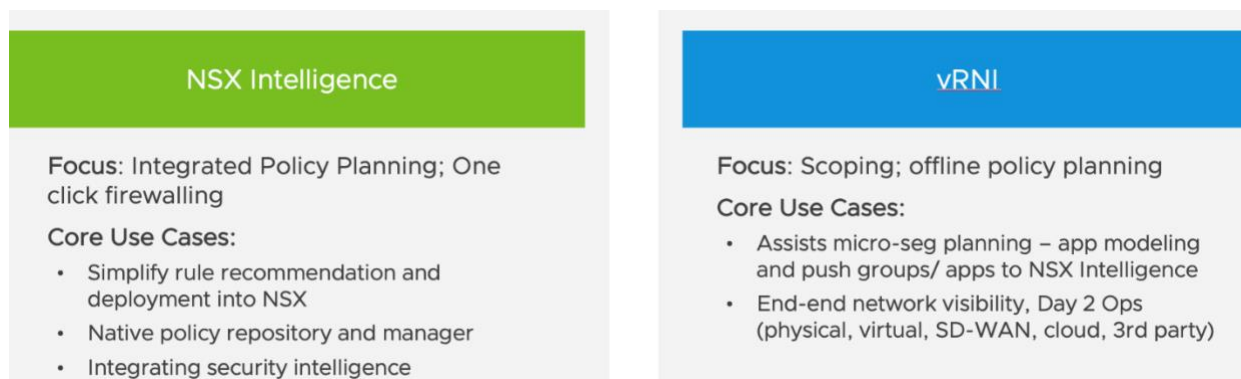 NSX Intelligence
Focus: Integrated Policy Planning; One
click firewalling
Core Use Cases:
• Simplify rule recommendation and
deployment into NSX
• Native policy repository and manager
• Integrating security intelligence
vRNI
Focus: Scoping; offline policy planning
Core Use Cases:
• Assists micro-seg planning – app modeling
and push groups/ apps to NSX Intelligence
• End-end network visibility, Day 2 Ops
(physical, virtual, SD-WAN, cloud, 3rd party)